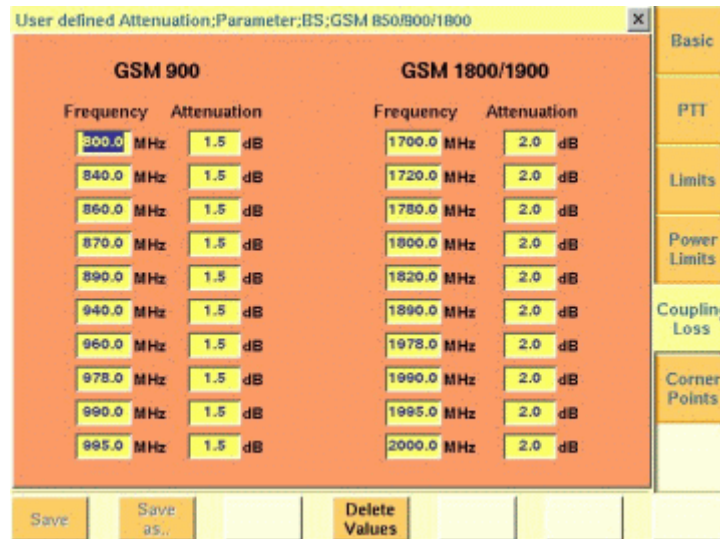 User defined Attenuation;Parameter;BS;GSM 850/900/1800
GSM 900 GSM 1800/1900
Frequency Attenuation Frequency Attenuation
800.0 MHz 1.5 dB 1700.0 MHz 2.0 dB
840.0 MHz 1.5 dB 1720.0 MHz 2.0 dB
860.0 MHz 1.5 dB 1780.0 MHz 2.0 dB
870.0 MHz 1.5 dB 1800.0 MHz 2.0 dB
890.0 MHz 1.5 dB 1820.0 MHz 2.0 dB
940.0 MHz 1.5 dB 1890.0 MHz 2.0 dB
960.0 MHz 1.5 dB 1978.0 MHz 2.0 dB
978.0 MHz 1.5 dB 1990.0 MHz 2.0 dB
990.0 MHz 1.5 dB 1995.0 MHz 2.0 dB
995.0 MHz 1.5 dB 2000.0 MHz 2.0 dB
Basic
PTT
Limits
Power
Limits
Coupling
Loss
Corner
Points
Save
Save
as..
Delete
Values